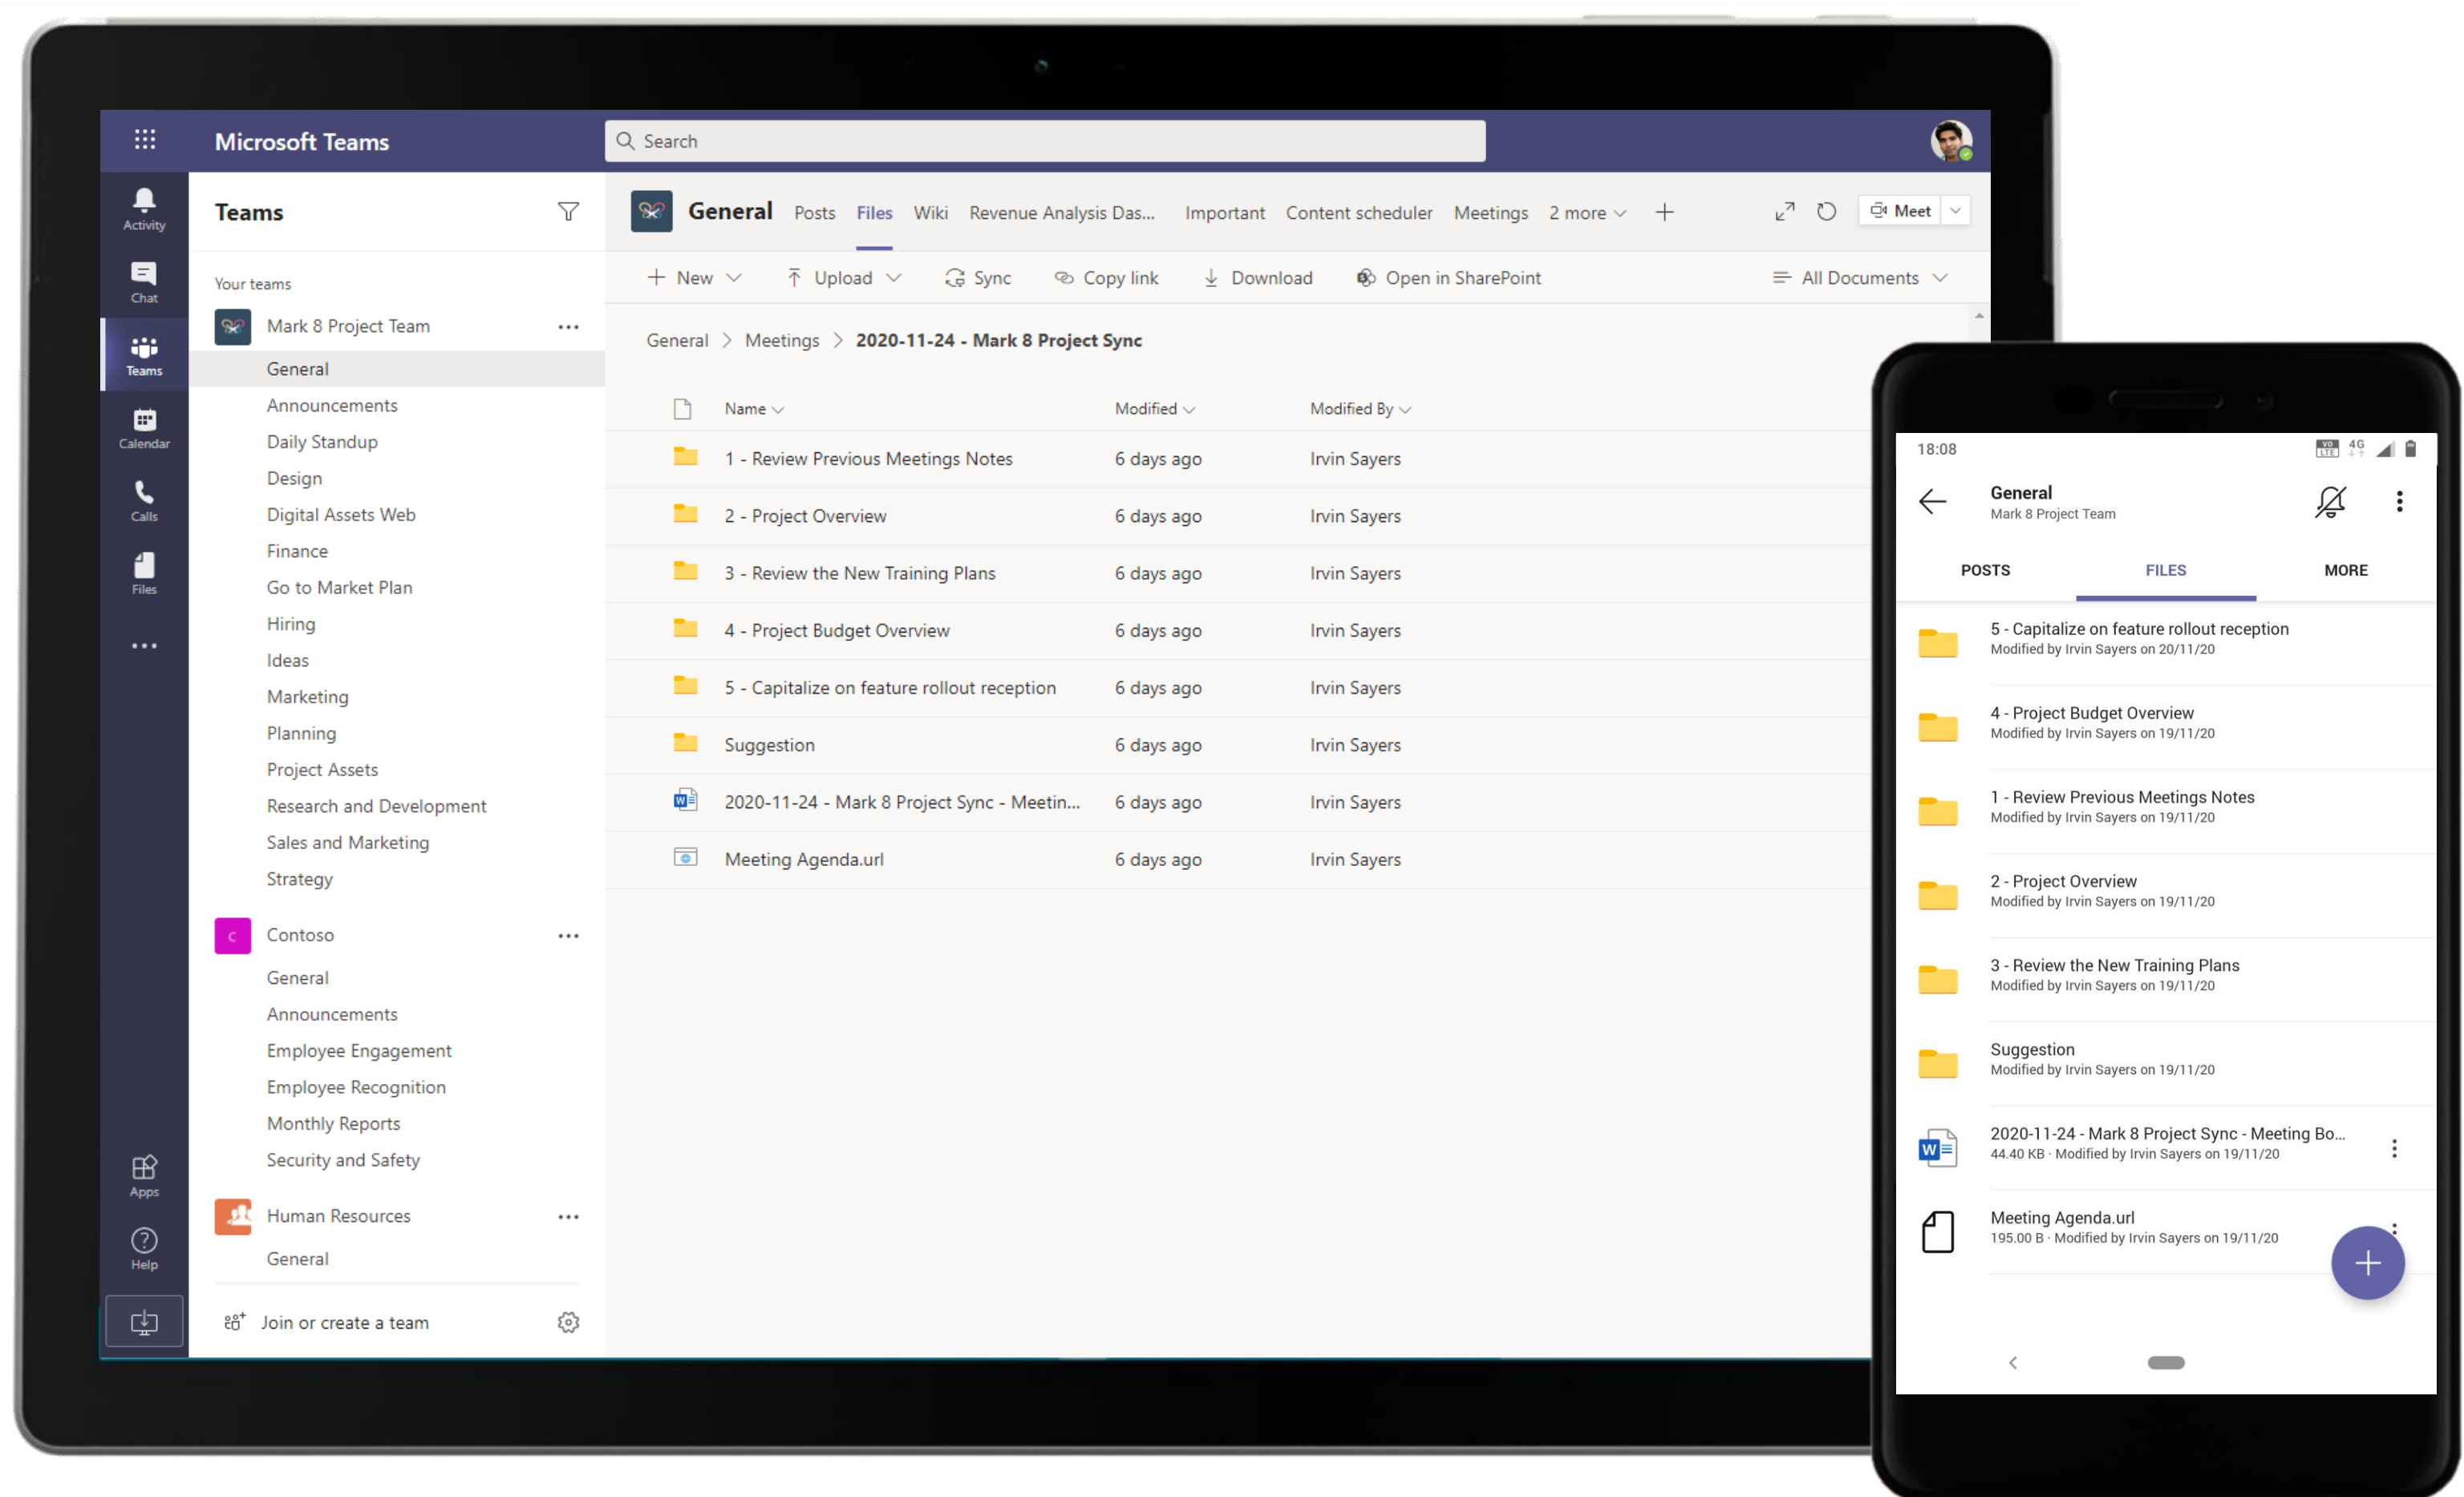 Microsoft Teams
Search
Activity
Chat
Teams
Calendar
Calls
Files
Apps
Help
Teams
Your teams
Mark 8 Project Team
General
Announcements
Daily Standup
Design
Digital Assets Web
Finance
Go to Market Plan
Hiring
Ideas
Marketing
Planning
Project Assets
Research and Development
Sales and Marketing
Strategy
C Contoso
General
Announcements
Employee Engagement
Employee Recognition
Monthly Reports
Security and Safety
Human Resources
General
Join or create a team
General Posts Files Wiki Revenue Analysis Das... Important Content scheduler Meetings 2 more Meet
New Upload Sync Copy link Download Open in SharePoint All Documents
General > Meetings > 2020-11-24 - Mark 8 Project Sync
Name Modified Modified By
1 - Review Previous Meetings Notes 6 days ago Irvin Sayers
2 - Project Overview 6 days ago Irvin Sayers
3 - Review the New Training Plans 6 days ago Irvin Sayers
4 - Project Budget Overview 6 days ago Irvin Sayers
5 - Capitalize on feature rollout reception 6 days ago Irvin Sayers
Suggestion 6 days ago Irvin Sayers
2020-11-24 - Mark 8 Project Sync - Meetin... 6 days ago Irvin Sayers
Meeting Agenda.url 6 days ago Irvin Sayers
18:08 VO LTE 4G
General
Mark 8 Project Team
POSTS FILES MORE
5 - Capitalize on feature rollout reception
Modified by Irvin Sayers on 20/11/20
4 - Project Budget Overview
Modified by Irvin Sayers on 19/11/20
1 - Review Previous Meetings Notes
Modified by Irvin Sayers on 19/11/20
2 - Project Overview
Modified by Irvin Sayers on 19/11/20
3 - Review the New Training Plans
Modified by Irvin Sayers on 19/11/20
Suggestion
Modified by Irvin Sayers on 19/11/20
2020-11-24 - Mark 8 Project Sync - Meeting Bo...
44.40 KB · Modified by Irvin Sayers on 19/11/20
Meeting Agenda.url
195.00 B · Modified by Irvin Sayers on 19/11/20